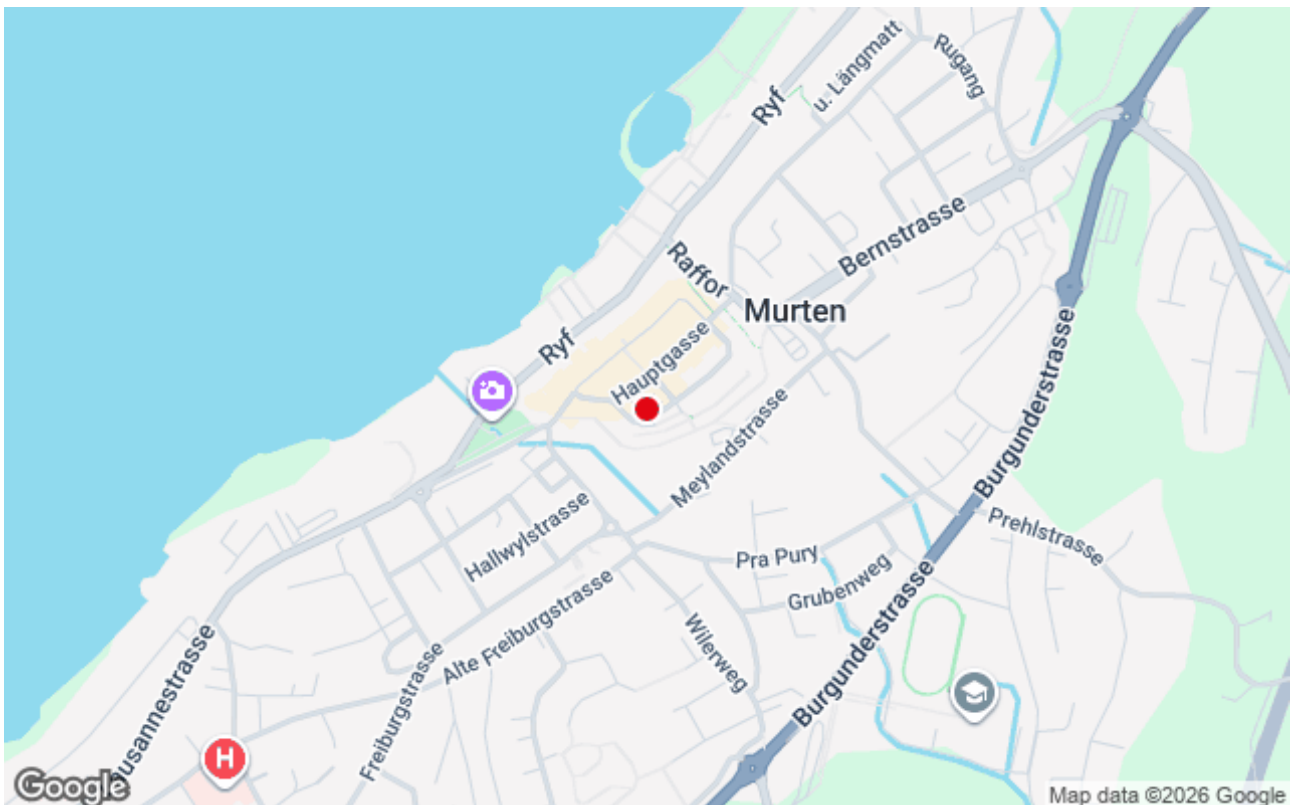 u. Längmatt
Rugang
Ryf
Bernstrasse
Raffor
Murten
Ryf
Hauptgasse
Burgunderstrasse
Meylandstrasse
Prehlstrasse
Hallwylstrasse
Pra Pury
Grubenweg
Alte Freiburgstrasse
Wilerweg
Burgunderstrasse
usannestrasse
Freiburgstrasse
H
Google
Map data ©2026 Google